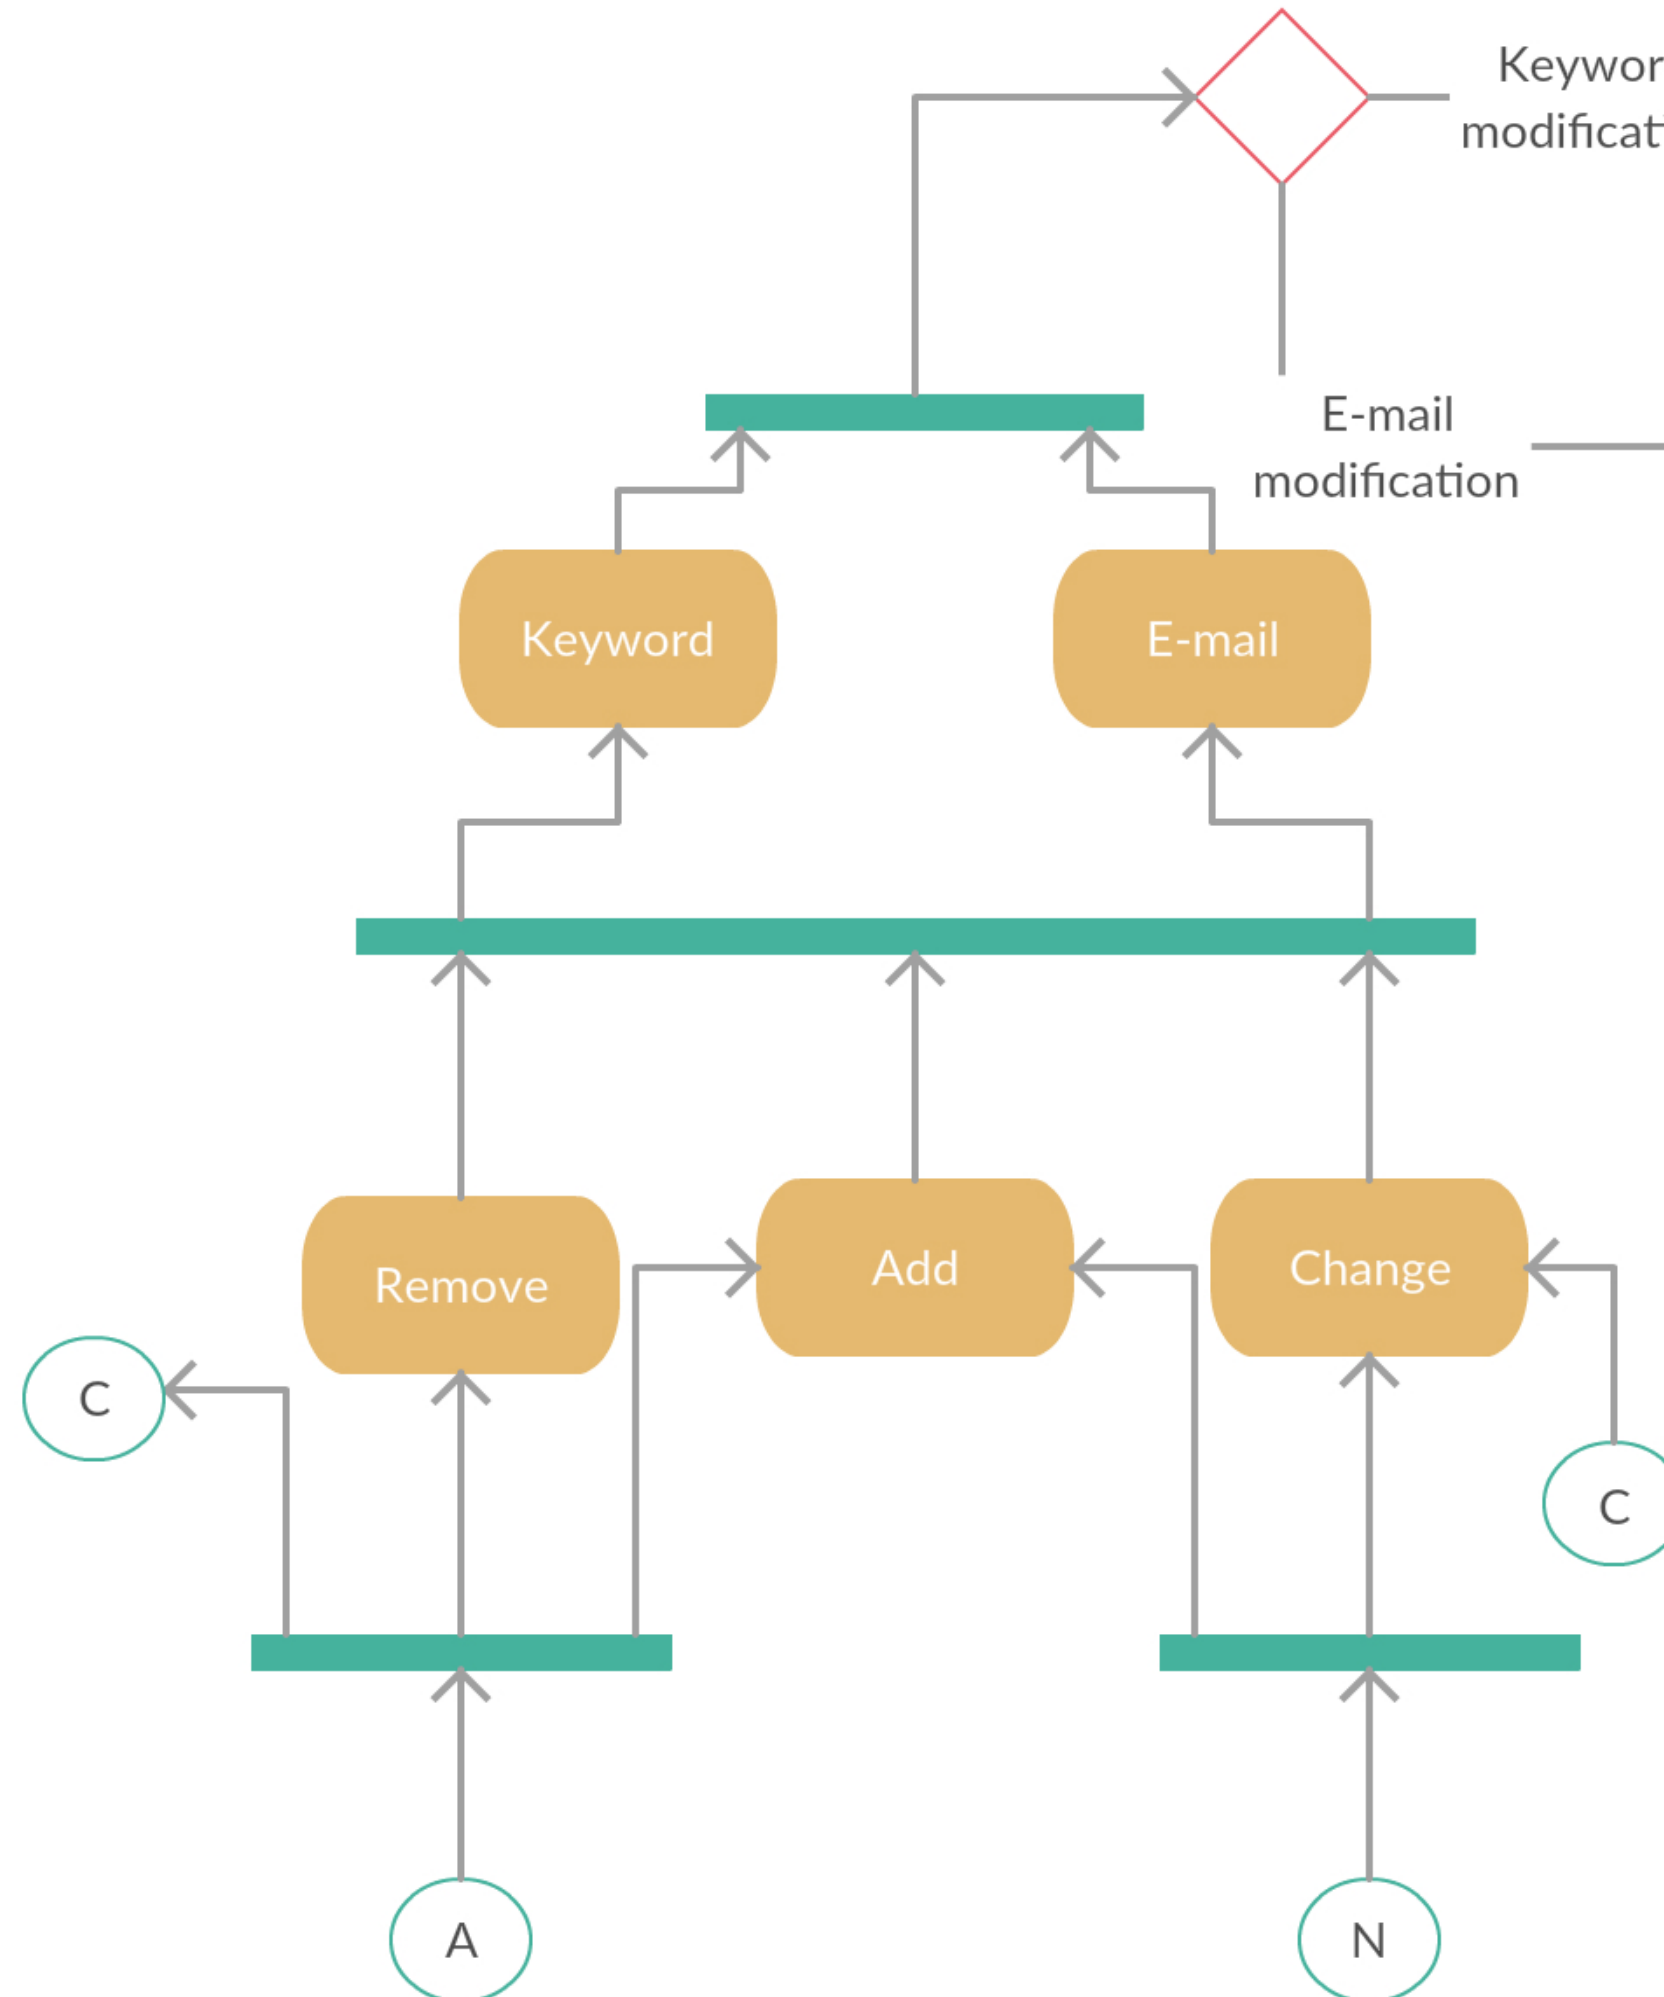 Keywor
modificat
E-mail
modification
Keyword
E-mail
Remove
Add
Change
C
C
A
N